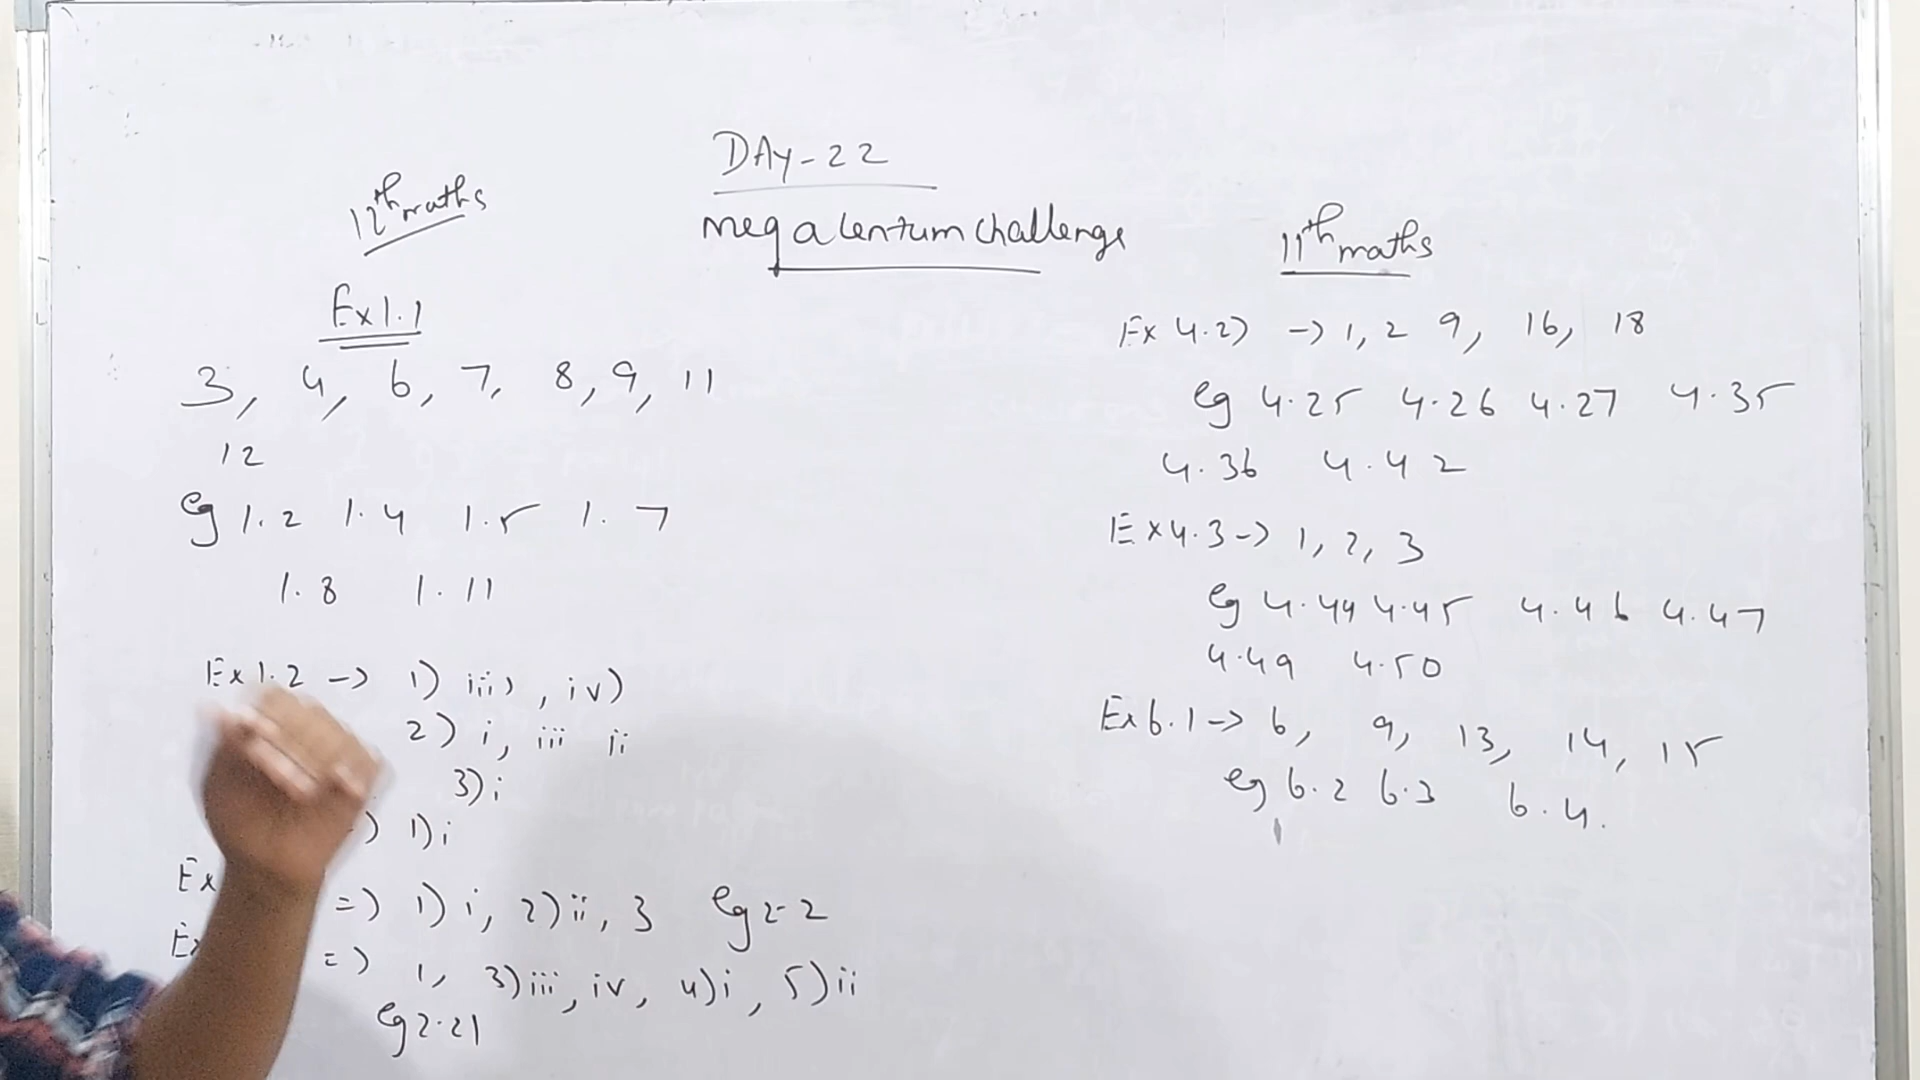 DAY-22
megalentum challenge
12th maths
Ex 1.1
3, 4, 6, 7, 8, 9, 11
12
eg 1.2 1.4 1.5 1.7
1.8 1.11
Ex 1.2 -> 1) iii), iv)
2) i, iii ii
3) i
1) i
Ex => 1) i, 2) ii, 3 eg 2-2
Ex => 1, 3) iii, iv, 4) i, 5) ii
eg 2.21
11th maths
Ex 4.2) -> 1, 2 9, 16, 18
eg 4.25 4.26 4.27 4.35
4.36 4.42
Ex 4.3 -> 1, 2, 3
eg 4.44 4.45 4.46 4.47
4.49 4.50
Ex 6.1 -> 6, 9, 13, 14, 15
eg 6.2 6.3 6.4.